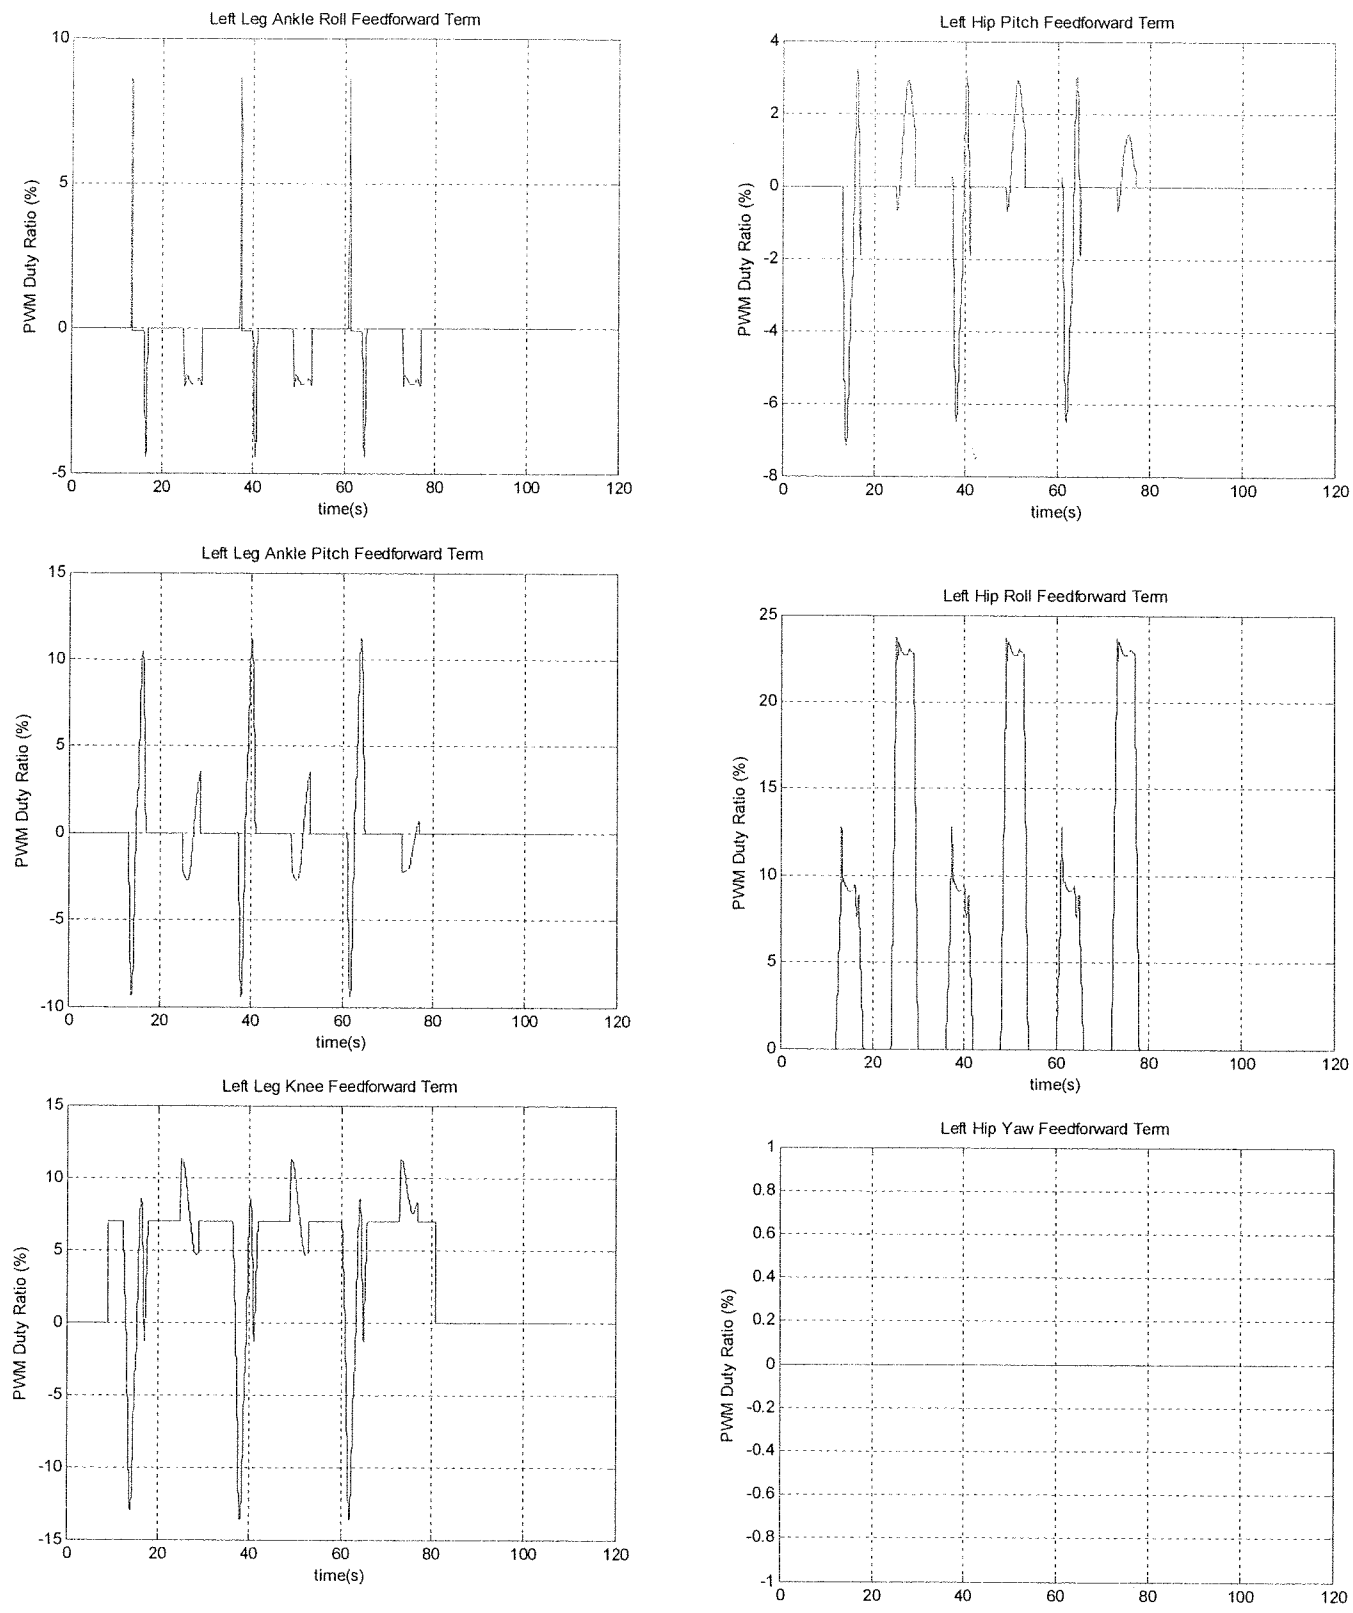 Left Leg Ankle Roll Feedforward Term
10
5
0
-5
PWM Duty Ratio (%)
0 20 40 60 80 100 120
time(s)
Left Leg Ankle Pitch Feedforward Term
15
10
5
0
-5
-10
PWM Duty Ratio (%)
0 20 40 60 80 100 120
time(s)
Left Leg Knee Feedforward Term
15
10
5
0
-5
-10
-15
PWM Duty Ratio (%)
0 20 40 60 80 100 120
time(s)
Left Hip Pitch Feedforward Term
4
2
0
-2
-4
-6
-8
PWM Duty Ratio (%)
0 20 40 60 80 100 120
time(s)
Left Hip Roll Feedforward Term
25
20
15
10
5
0
PWM Duty Ratio (%)
0 20 40 60 80 100 120
time(s)
Left Hip Yaw Feedforward Term
1
0.8
0.6
0.4
0.2
0
-0.2
-0.4
-0.6
-0.8
-1
PWM Duty Ratio (%)
0 20 40 60 80 100 120